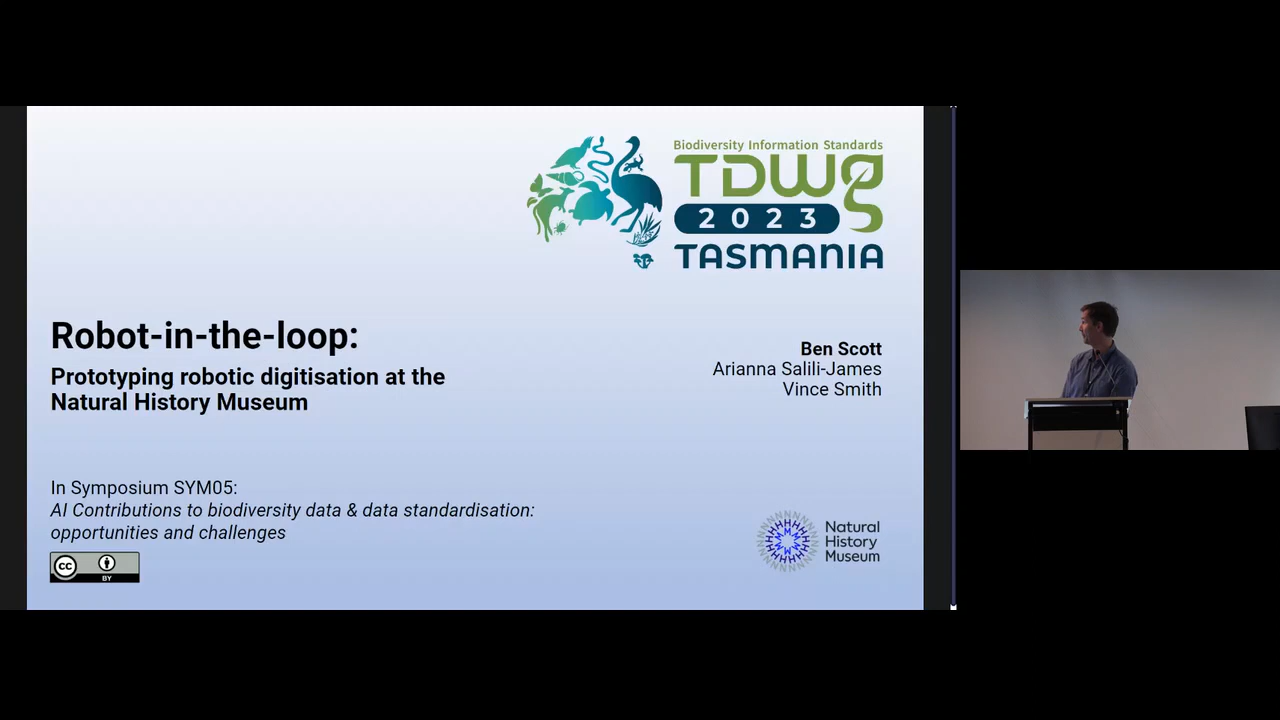 Biodiversity Information Standards
TDWG
2023
TASMANIA
Robot-in-the-loop:
Prototyping robotic digitisation at the
Natural History Museum
Ben Scott
Arianna Salili-James
Vince Smith
In Symposium SYM05:
AI Contributions to biodiversity data & data standardisation:
opportunities and challenges
cc
BY
Natural
History
Museum